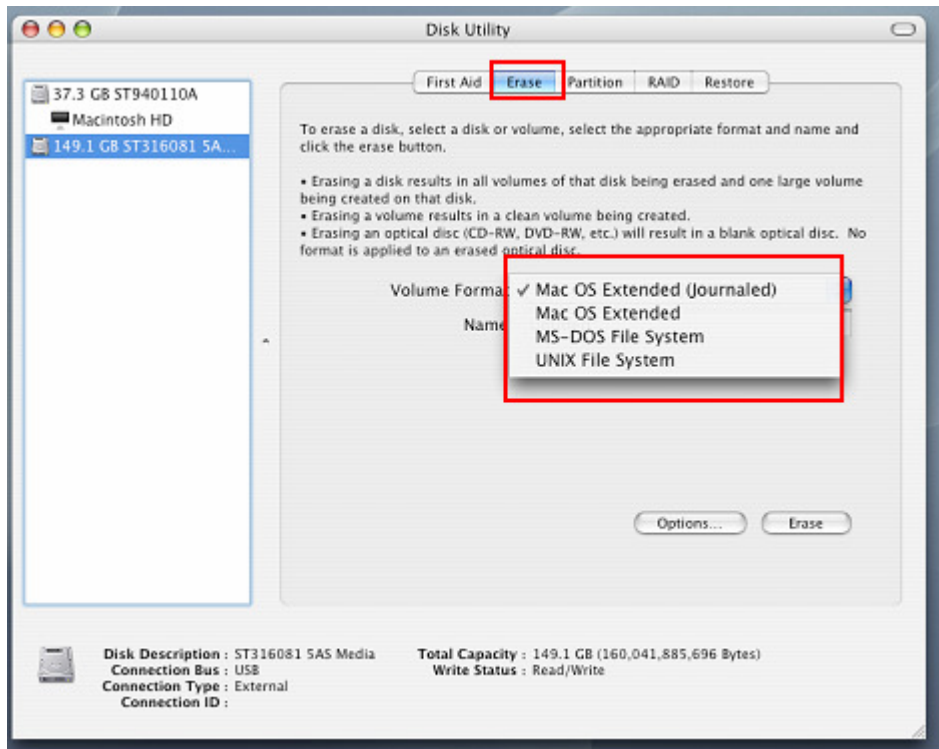 Disk Utility
37.3 GB ST940110A
Macintosh HD
149.1 GB ST316081 5A...
First Aid
Erase
Partition
RAID
Restore
To erase a disk, select a disk or volume, select the appropriate format and name and
click the erase button.
• Erasing a disk results in all volumes of that disk being erased and one large volume
being created on that disk.
• Erasing a volume results in a clean volume being created.
• Erasing an optical disc (CD-RW, DVD-RW, etc.) will result in a blank optical disc. No
format is applied to an erased optical disc.
Volume Format
✓ Mac OS Extended (Journaled)
Mac OS Extended
MS-DOS File System
UNIX File System
Name
Options...
Erase
Disk Description : ST316081 5AS Media
Connection Bus : USB
Connection Type : External
Connection ID :
Total Capacity : 149.1 GB (160,041,885,696 Bytes)
Write Status : Read/Write